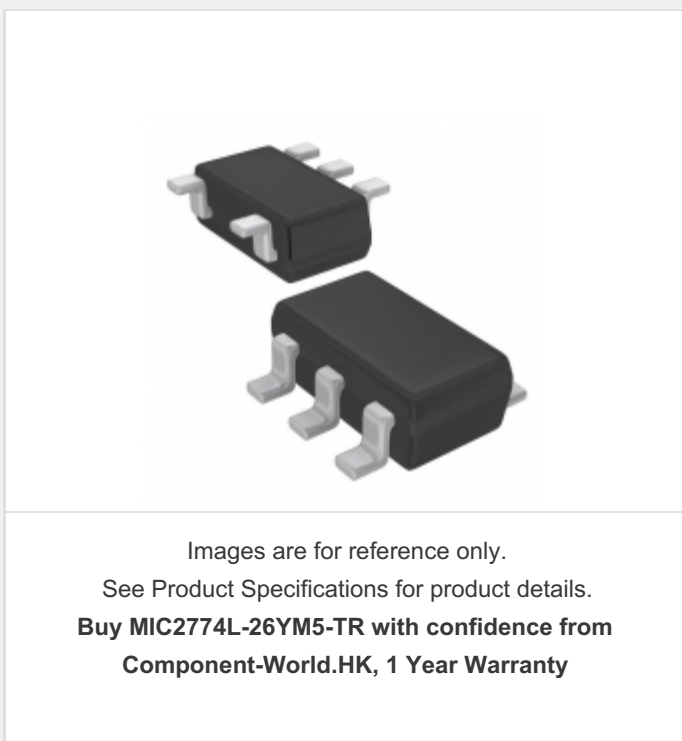 Images are for reference only.
See Product Specifications for product details.
Buy MIC2774L-26YM5-TR with confidence from
Component-World.HK, 1 Year Warranty